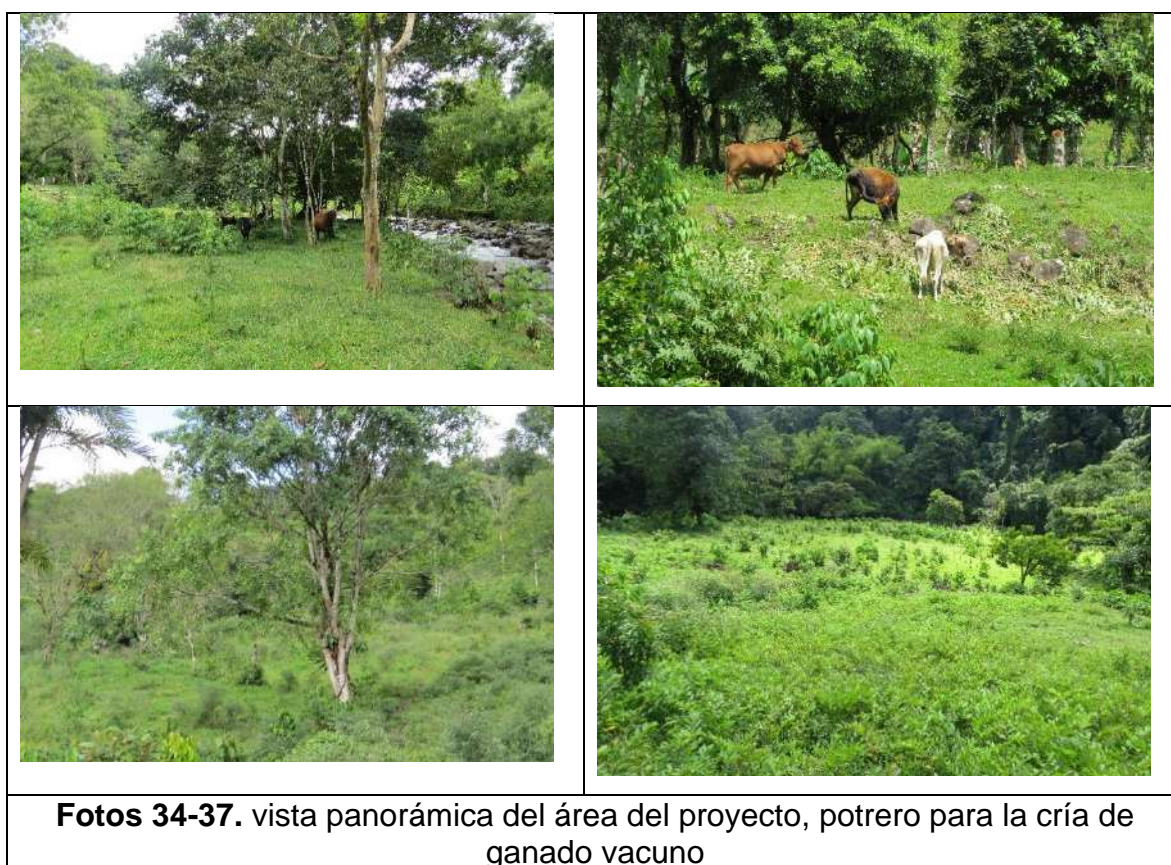 Fotos 34-37. vista panorámica del área del proyecto, potrero para la cría de
ganado vacuno